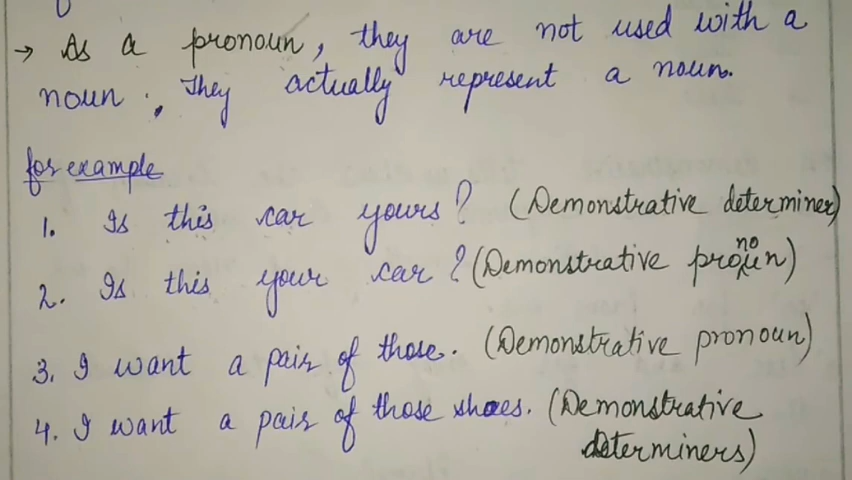 → As a pronoun, they are not used with a
noun. They actually represent a noun.
for example
1. Is this car yours? (Demonstrative determiner)
2. Is this your car? (Demonstrative pronoun)
3. I want a pair of those. (Demonstrative pronoun)
4. I want a pair of those shoes. (Demonstrative
determiners)